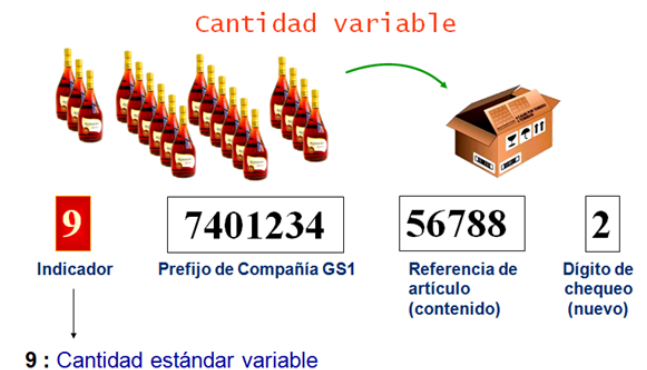 Cantidad variable
9 7401234 56788 2
Indicador Prefijo de Compañía GS1 Referencia de artículo (contenido) Dígito de chequeo (nuevo)
9 : Cantidad estándar variable